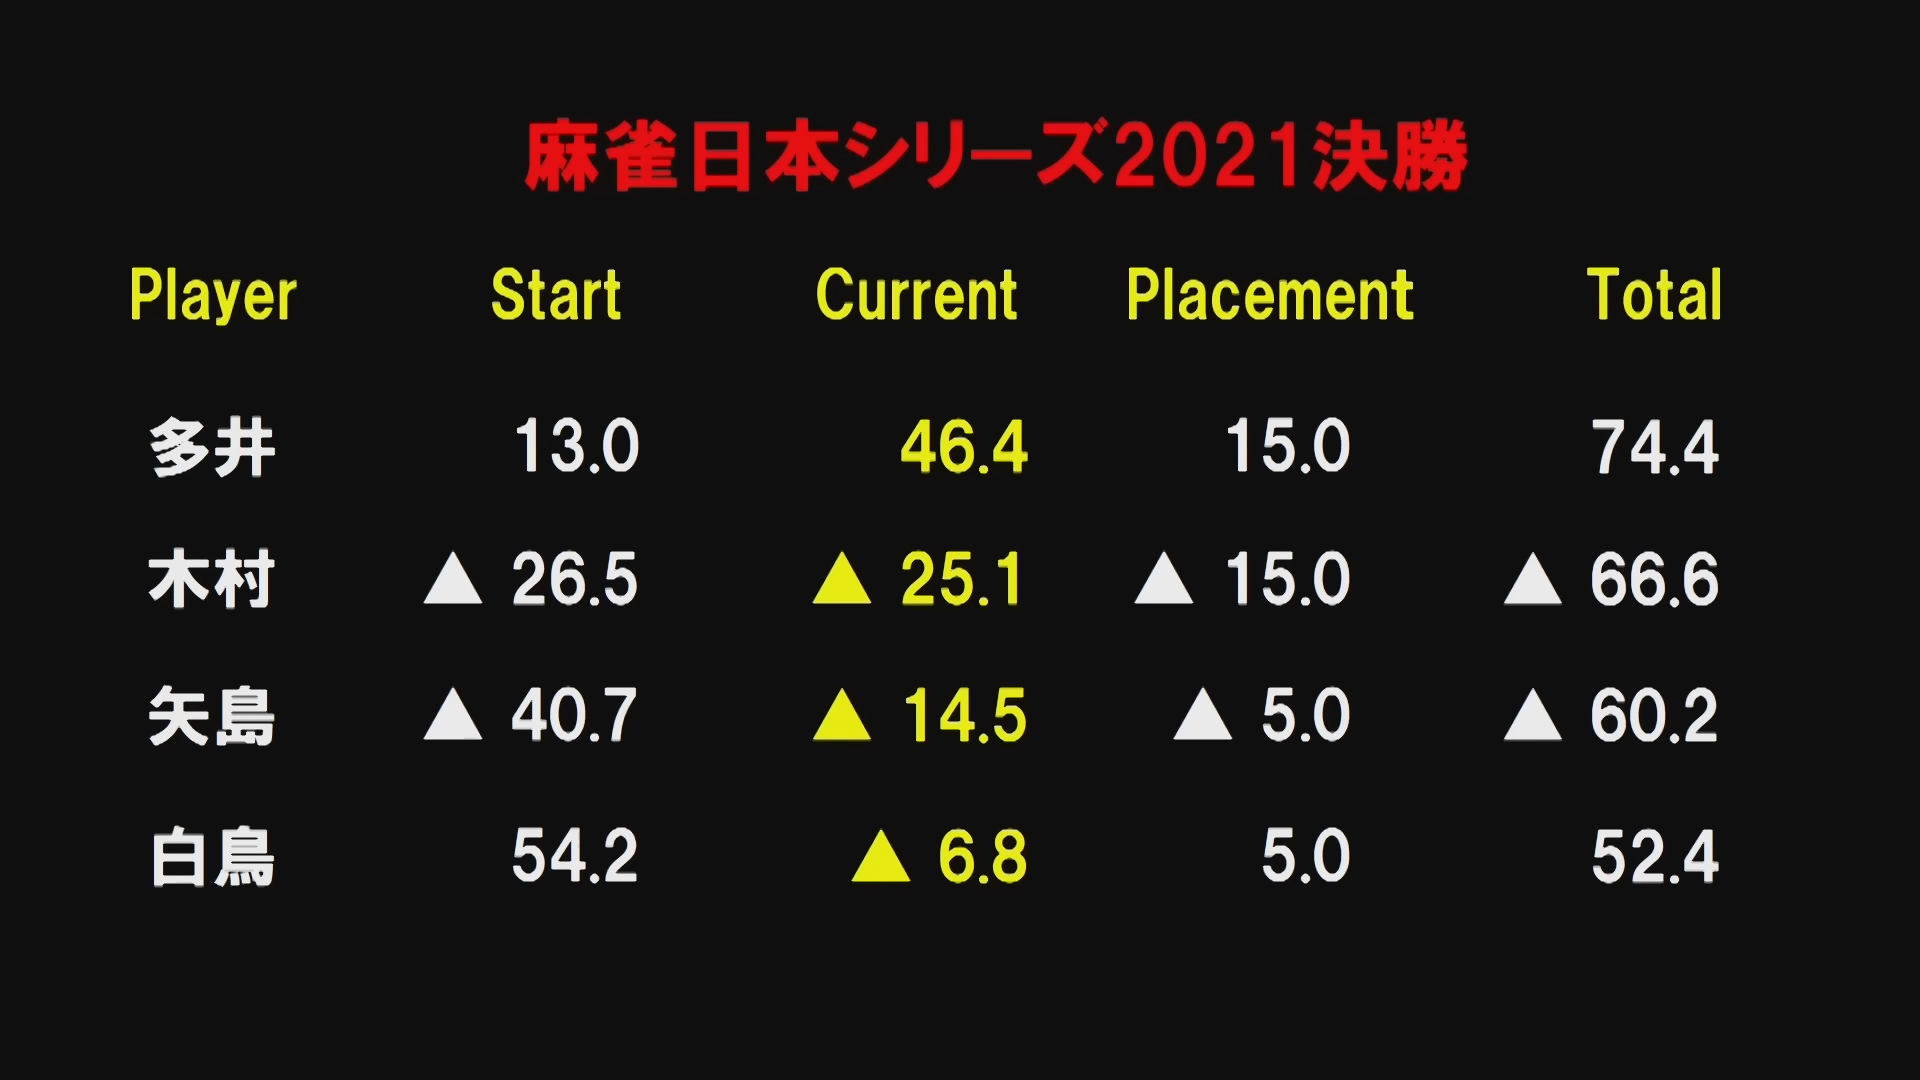 麻雀日本シリーズ2021決勝
Player Start Current Placement Total
多井 13.0 46.4 15.0 74.4
木村 ▲ 26.5 ▲ 25.1 ▲ 15.0 ▲ 66.6
矢島 ▲ 40.7 ▲ 14.5 ▲ 5.0 ▲ 60.2
白鳥 54.2 ▲ 6.8 5.0 52.4